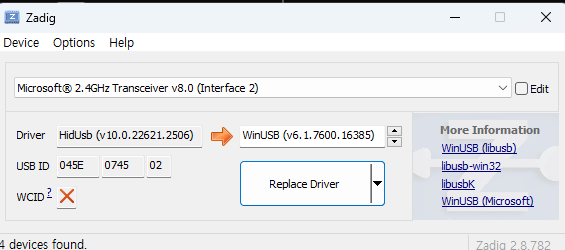 Zadig
Device Options Help
Microsoft® 2.4GHz Transceiver v8.0 (Interface 2) Edit
Driver HidUsb (v10.0.22621.2506) WinUSB (v6.1.7600.16385)
USB ID 045E 0745 02
WCID ?
Replace Driver
More Information
WinUSB (libusb)
libusb-win32
libusbK
WinUSB (Microsoft)
4 devices found. Zadig 2.8.782